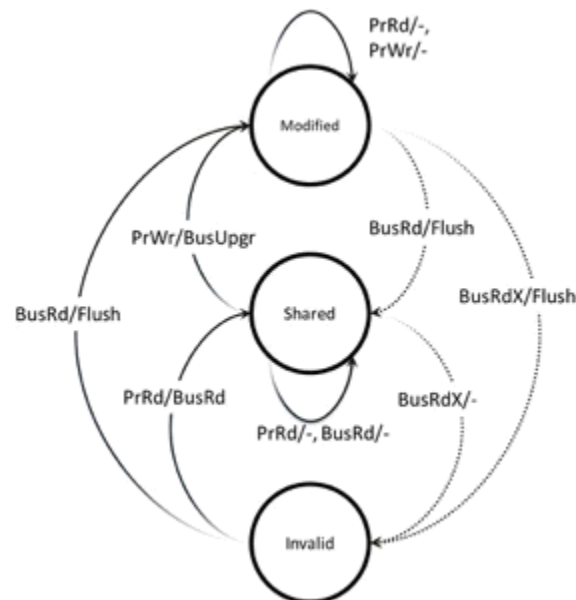 PrRd/-,
PrWr/-
Modified
PrWr/BusUpgr
BusRd/Flush
BusRdX/Flush
BusRd/Flush
Shared
PrRd/BusRd
BusRdX/-
PrRd/-, BusRd/-
Invalid